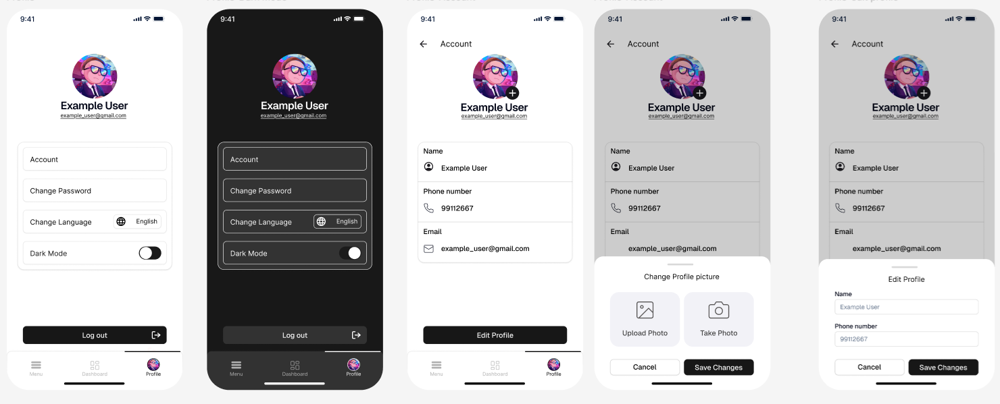 9:41
Example User
example_user@gmail.com
Account
Change Password
Change Language English
Dark Mode
Log out
Menu Dashboard Profile
9:41
Example User
example_user@gmail.com
Account
Change Password
Change Language English
Dark Mode
Log out
Menu Dashboard Profile
9:41
Account
Example User
example_user@gmail.com
Name
Example User
Phone number
99112667
Email
example_user@gmail.com
Edit Profile
Menu Dashboard Profile
9:41
Account
Example User
example_user@gmail.com
Name
Example User
Phone number
99112667
Email
example_user@gmail.com
Change Profile picture
Upload Photo Take Photo
Cancel Save Changes
9:41
Account
Example User
example_user@gmail.com
Name
Example User
Phone number
99112667
Email
example_user@gmail.com
Edit Profile
Name
Example User
Phone number
99112667
Cancel Save Changes